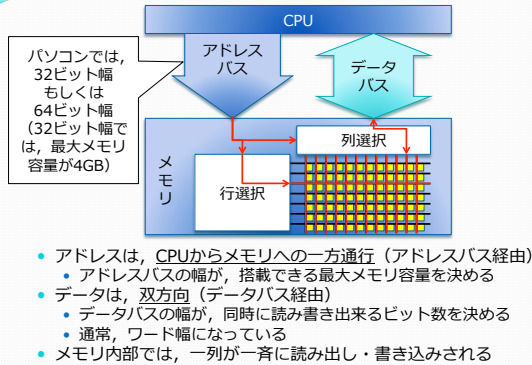 CPU
アドレス
バス
データ
バス
パソコンでは，
32ビット幅
もしくは
64ビット幅
（32ビット幅で
は，最大メモリ
容量が4GB）
メモリ
列選択
行選択
• アドレスは，CPUからメモリへの一方通行（アドレスバス経由）
• アドレスバスの幅が，搭載できる最大メモリ容量を決める
• データは，双方向（データバス経由）
• データバスの幅が，同時に読み書き出来るビット数を決める
• 通常，ワード幅になっている
• メモリ内部では，一列が一斉に読み出し・書き込みされる